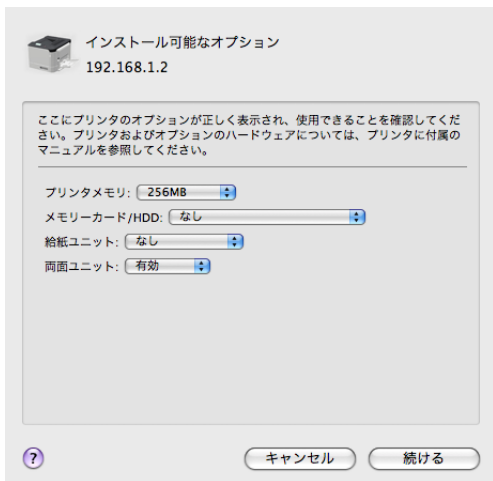 インストール可能なオプション
192.168.1.2
ここにプリンタのオプションが正しく表示され、使用できることを確認してくだ
さい。プリンタおよびオプションのハードウェアについては、プリンタに付属の
マニュアルを参照してください。
プリンタメモリ: 256MB
メモリーカード/HDD: なし
給紙ユニット: なし
両面ユニット: 有効
? キャンセル 続ける